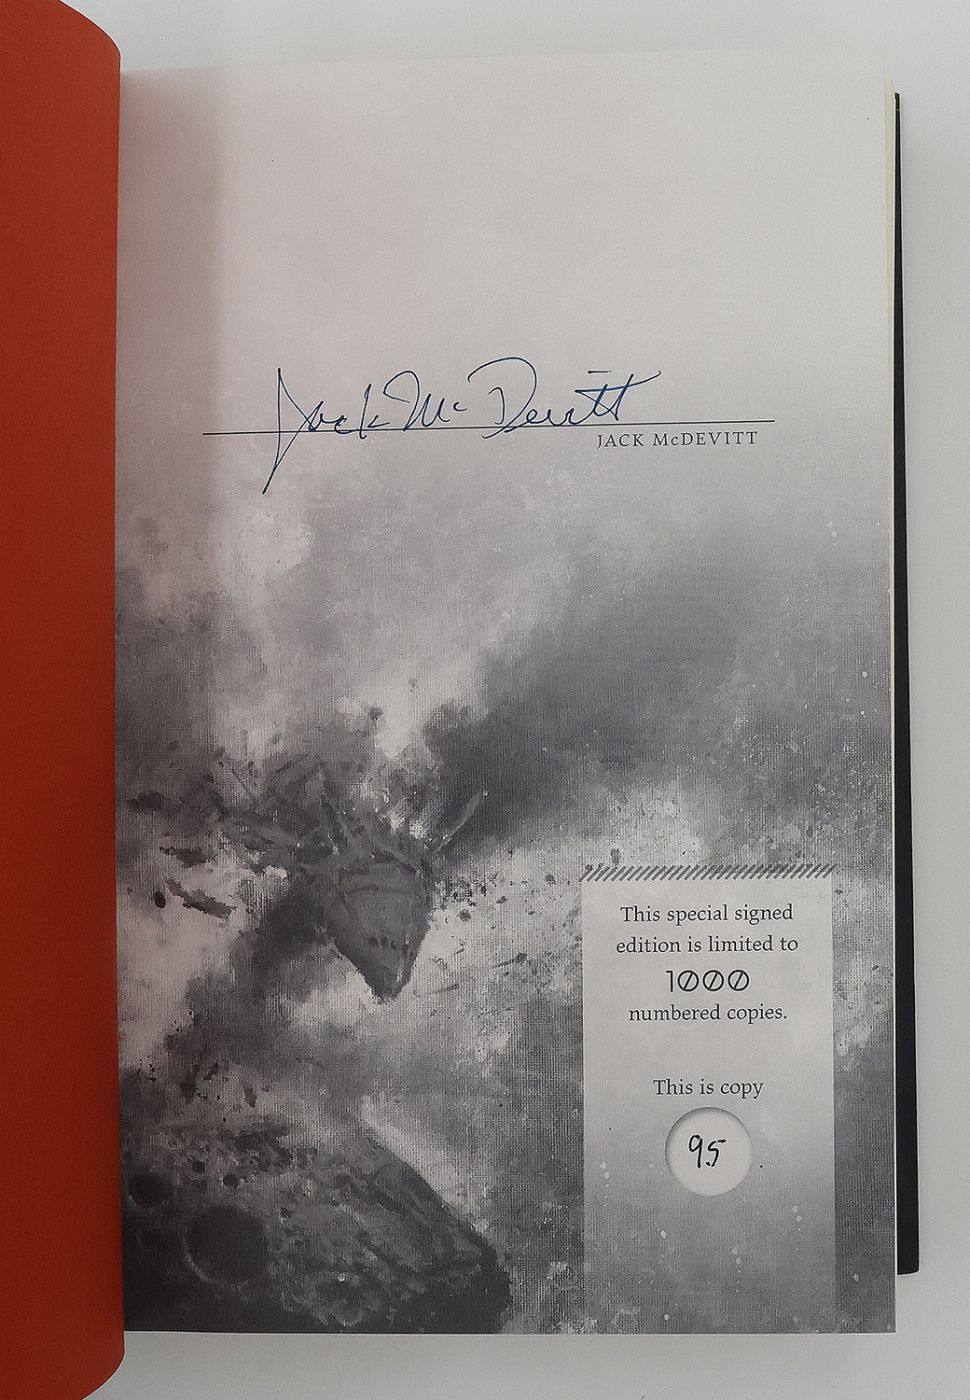 Jack McDevitt
JACK McDEVITT
This special signed
edition is limited to
1000
numbered copies.
This is copy
95